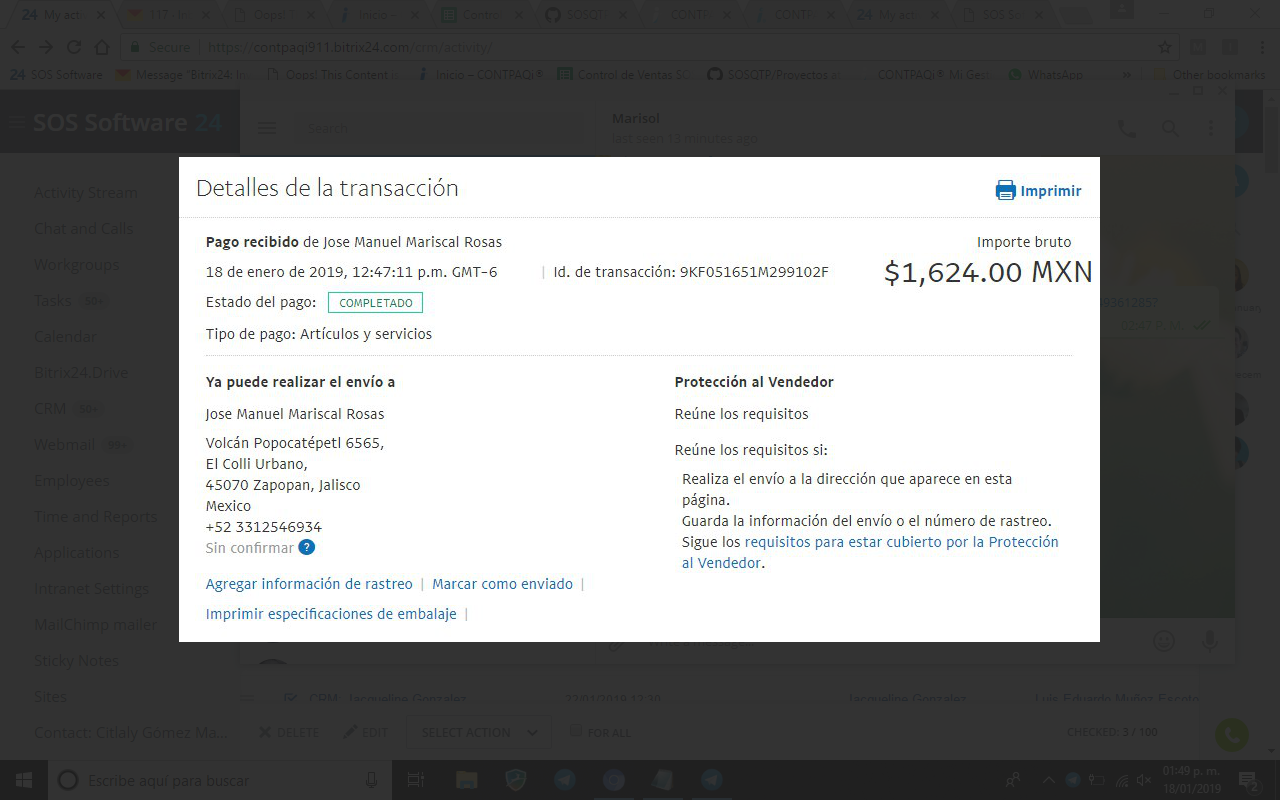 24 My acti
117
Oops! T
Inicio –
Control
SOSQT
CONTP
CONTP
24 My acti
SOS So
Secure | https://contpaqi911.bitrix24.com/crm/activity/
24 SOS Software
Message "Bitrix24: In
Oops! This Content is
Inicio – CONTPAQi®
Control de Ventas SO
SOSQTP/Proyectos a
CONTPAQi® Mi Gest
WhatsApp
»
Other bookmarks
SOS Software 24
Search
Marisol
last seen 13 minutes ago
Activity Stream
Chat and Calls
Workgroups
Tasks 50+
Calendar
Bitrix24.Drive
CRM 50+
Webmail 99+
Employees
Time and Reports
Applications
Intranet Settings
MailChimp mailer
Sticky Notes
Sites
Contact: Citlaly Gomez Ma...
Detalles de la transacción
Imprimir
Pago recibido de Jose Manuel Mariscal Rosas
Importe bruto
18 de enero de 2019, 12:47:11 p.m. GMT-6 | Id. de transacción: 9KF051651M299102F
$1,624.00 MXN
Estado del pago: COMPLETADO
Tipo de pago: Artículos y servicios
Ya puede realizar el envío a
Jose Manuel Mariscal Rosas
Volcán Popocatépetl 6565,
El Colli Urbano,
45070 Zapopan, Jalisco
Mexico
+52 3312546934
Sin confirmar ?
Agregar información de rastreo | Marcar como enviado |
Imprimir especificaciones de embalaje |
Protección al Vendedor
Reúne los requisitos
Reúne los requisitos si:
Realiza el envío a la dirección que aparece en esta
página.
Guarda la información del envío o el número de rastreo.
Sigue los requisitos para estar cubierto por la Protección
al Vendedor.
9361285?
Write a message...
CRM Jacqueline Gonzalez 22/01/2019 12:20 Jacqueline Gonzalez Luis Eduardo Muñoz Escoto
DELETE EDIT SELECT ACTION FOR ALL CHECKED: 3 / 100
Escribe aquí para buscar
01:49 p. m.
18/01/2019
2